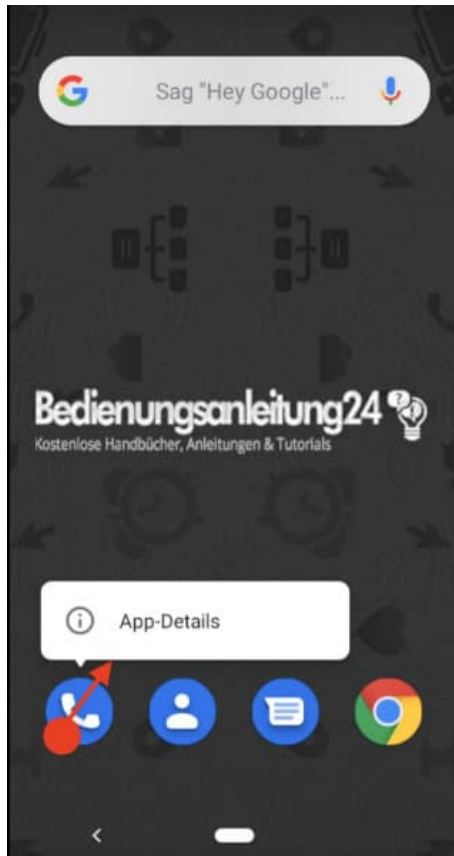 Sag "Hey Google"...
Bedienungsanleitung24
Kostenlose Handbücher, Anleitungen & Tutorials
App-Details